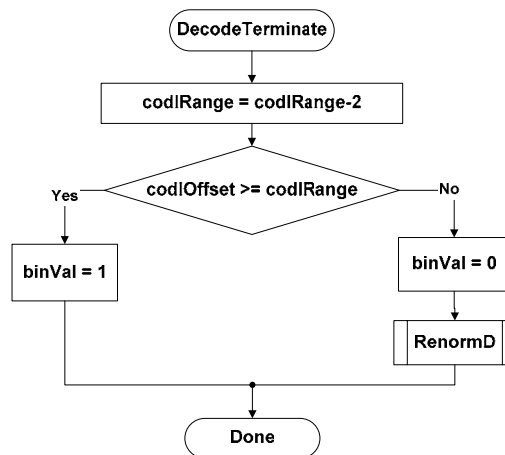 DecodeTerminate
codIRange = codIRange-2
codIOffset >= codIRange
Yes
No
binVal = 1
binVal = 0
RenormD
Done